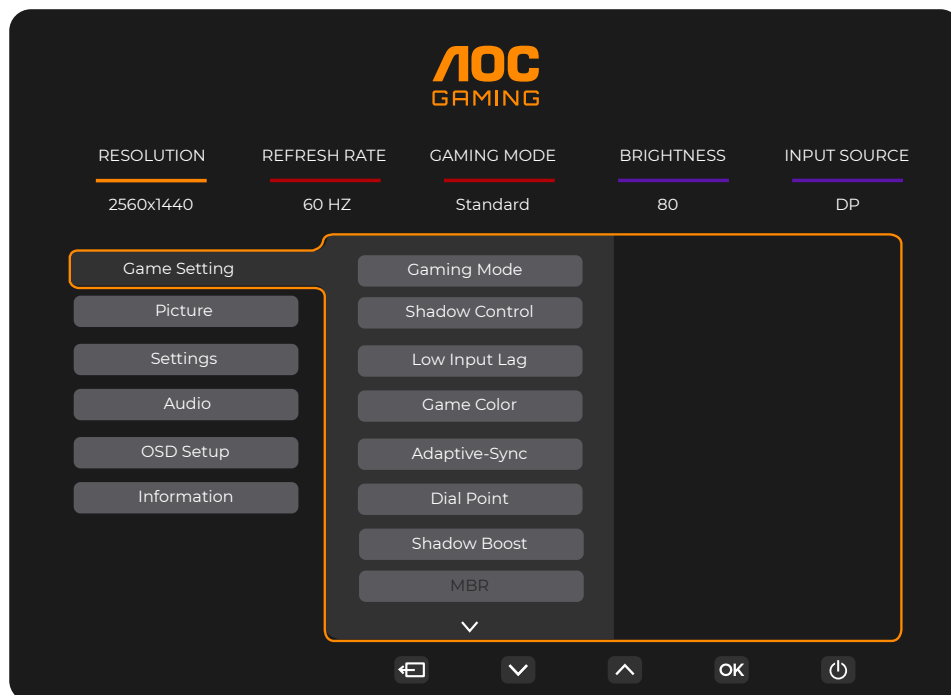 AOC
GAMING
RESOLUTION REFRESH RATE GAMING MODE BRIGHTNESS INPUT SOURCE
2560x1440 60 HZ Standard 80 DP
Game Setting
Picture
Settings
Audio
OSD Setup
Information
Gaming Mode
Shadow Control
Low Input Lag
Game Color
Adaptive-Sync
Dial Point
Shadow Boost
MBR
OK